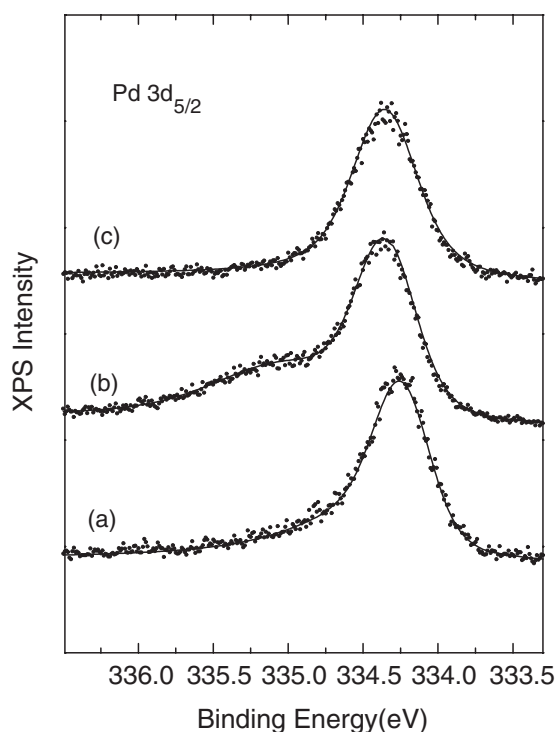 Pd 3d5/2
(c)
(b)
(a)
XPS Intensity
336.0 335.5 335.0 334.5 334.0 333.5
Binding Energy(eV)